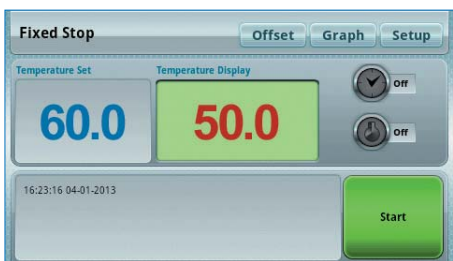 Fixed Stop Offset Graph Setup
Temperature Set Temperature Display
60.0 50.0
Off
Off
16:23:16 04-01-2013
Start